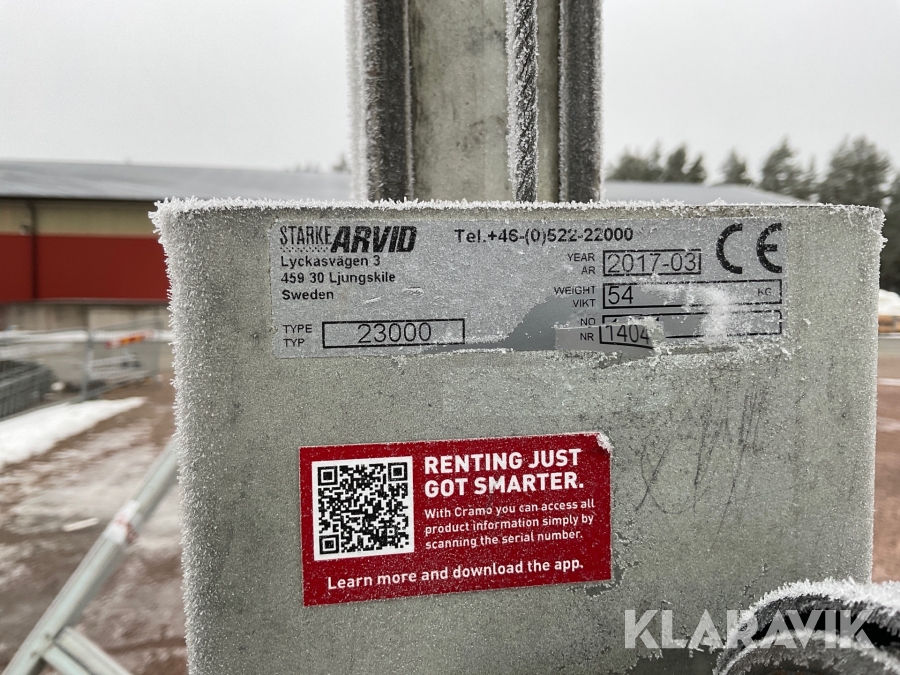 STARKE ARVID
Lyckasvägen 3
459 30 Ljungskile
Sweden
TYPE
TYP
23000
Tel.+46-(0)522-22000
YEAR
AR
2017-03
CE
WEIGHT
VIKT
54
KG
NO
NR
1404
RENTING JUST
GOT SMARTER.
With Cramo you can access all
product information simply by
scanning the serial number.
Learn more and download the app.
KLARAVIK